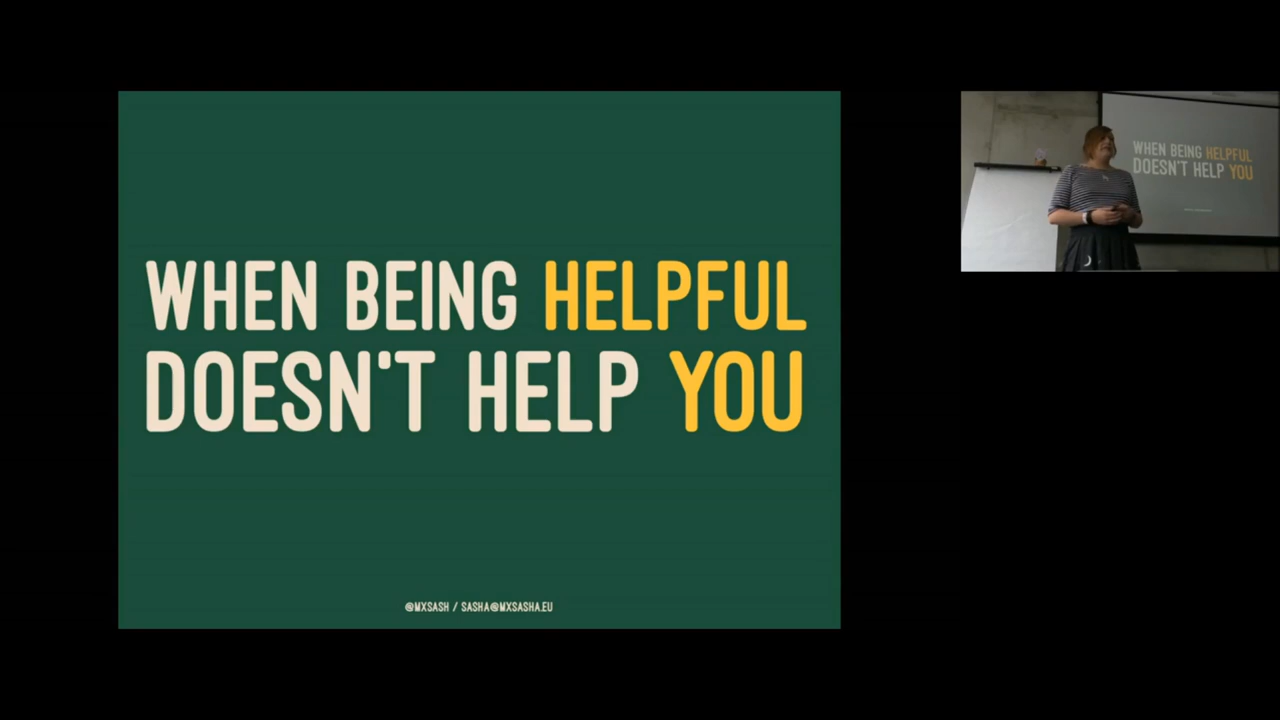 WHEN BEING HELPFUL
DOESN'T HELP YOU
@MXSASH / SASHA@MXSASHA.EU
WHEN BEING HELPFUL
DOESN'T HELP YOU